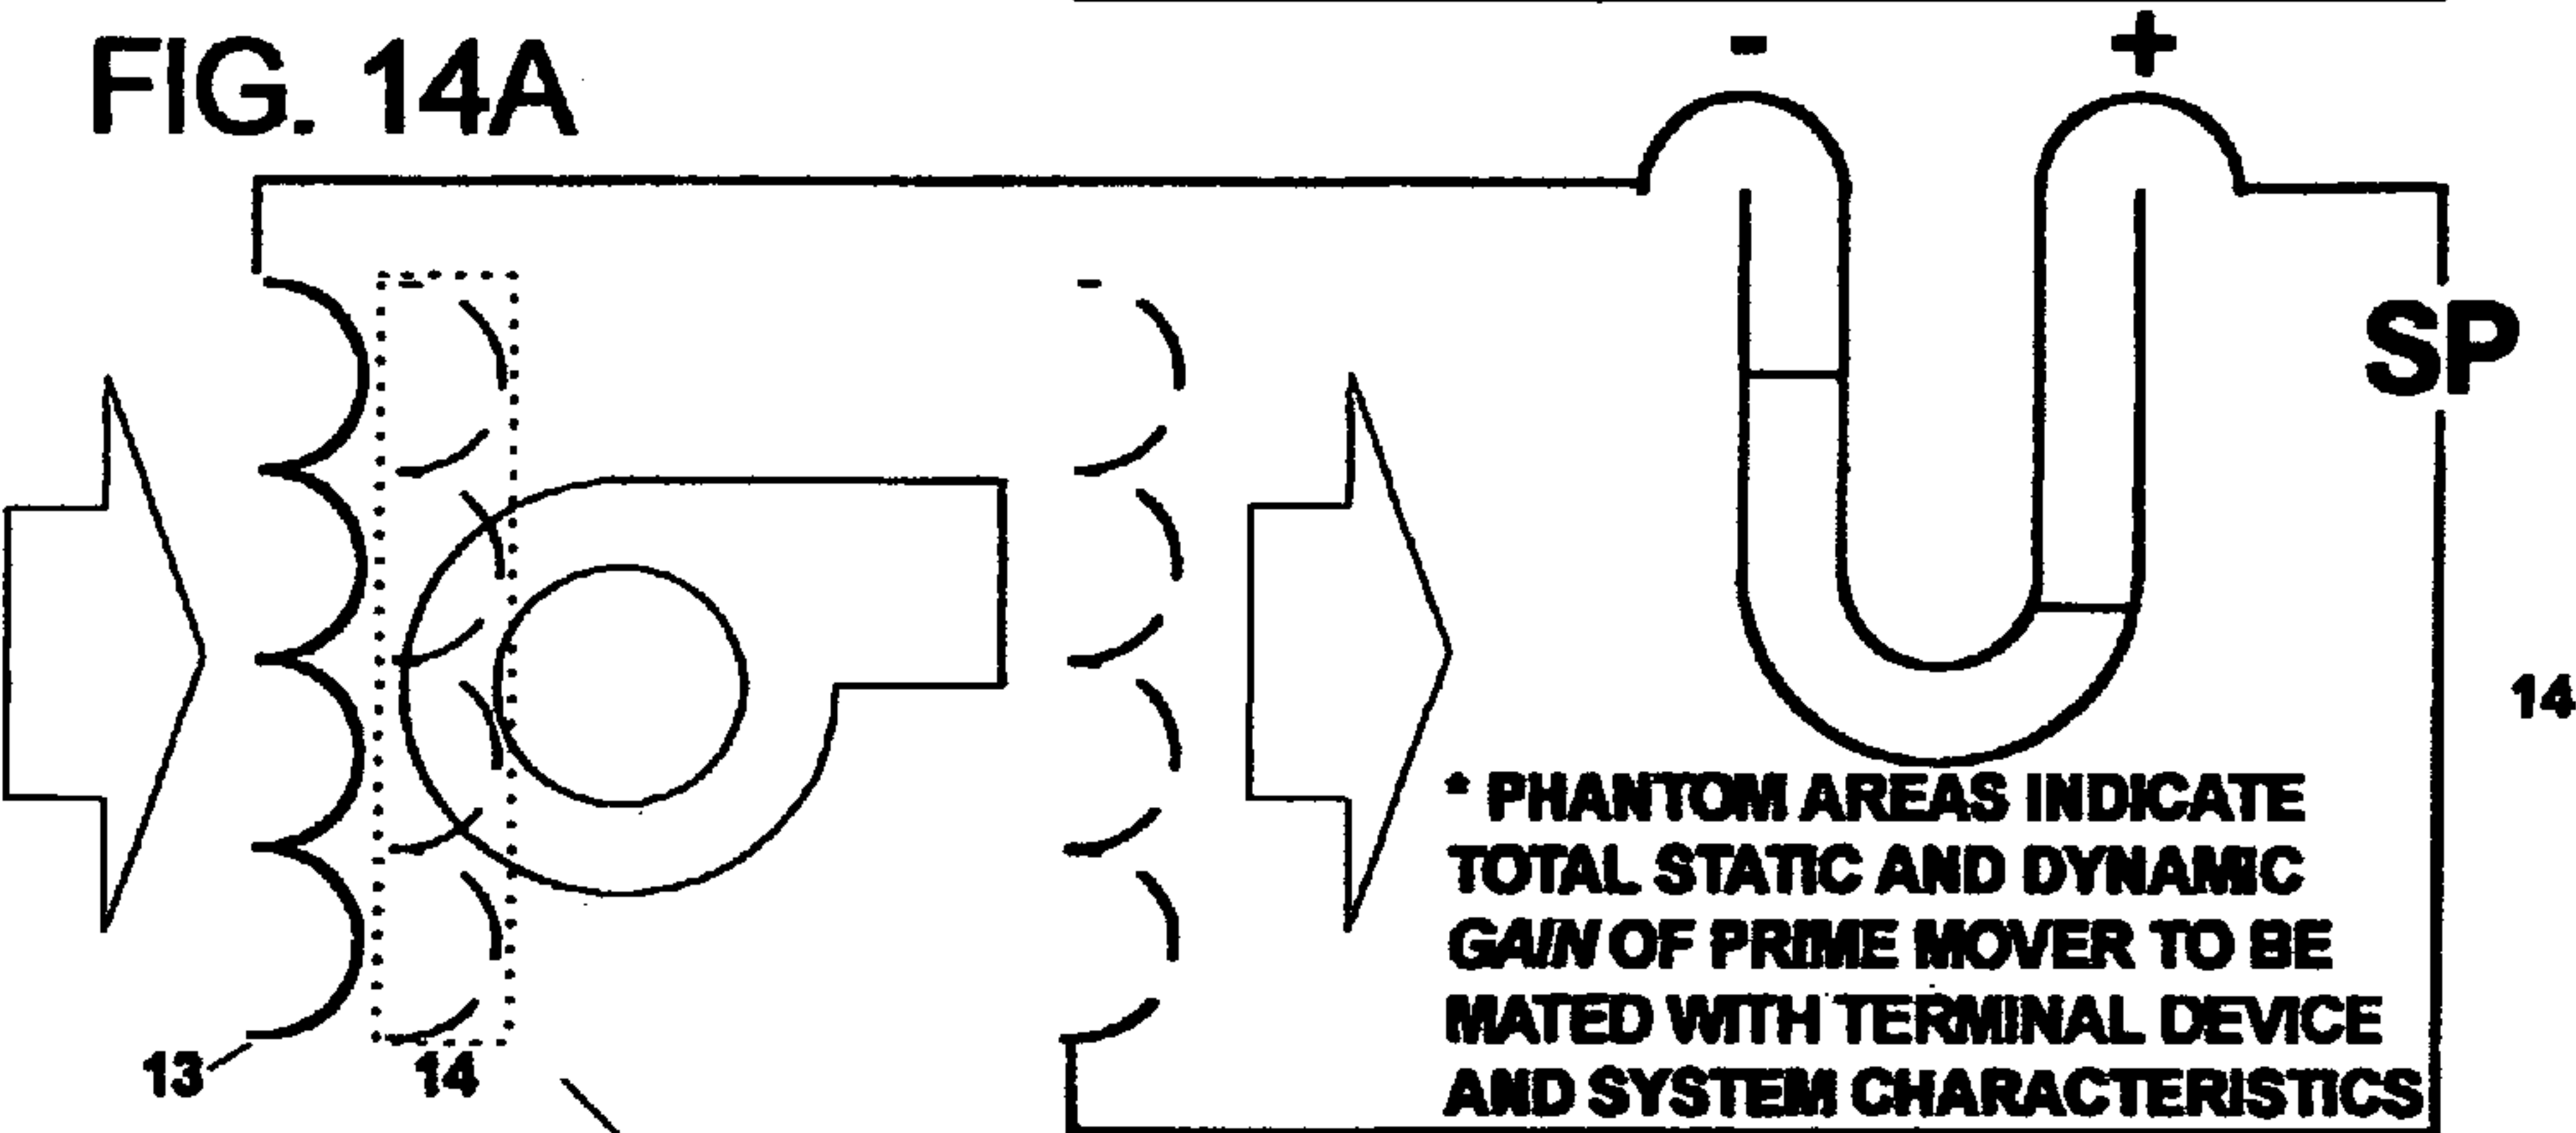 FIG. 14A
- +
SP
14
* PHANTOM AREAS INDICATE
TOTAL STATIC AND DYNAMIC
GAIN OF PRIME MOVER TO BE
MATED WITH TERMINAL DEVICE
AND SYSTEM CHARACTERISTICS
13 14